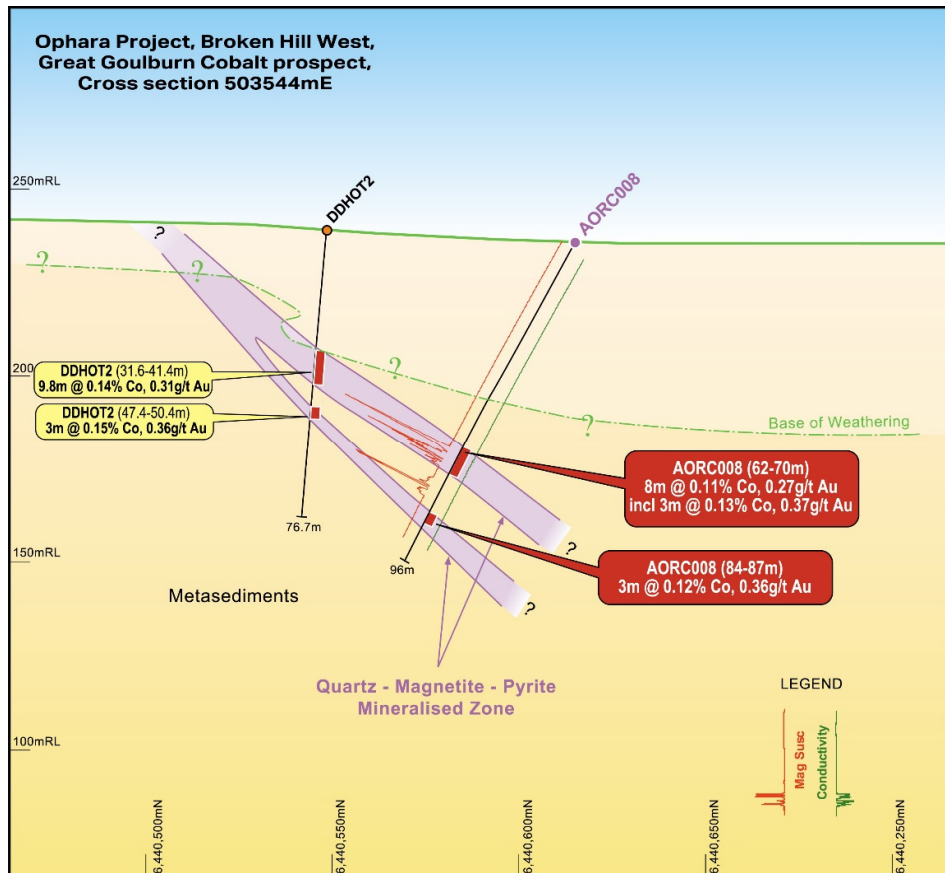 Ophara Project, Broken Hill West,
Great Goulburn Cobalt prospect,
Cross section 503544mE
250mRL
DDHOT2
AORC008
?
?
?
?
?
200
DDHOT2 (31.6-41.4m)
9.8m @ 0.14% Co, 0.31g/t Au
DDHOT2 (47.4-50.4m)
3m @ 0.15% Co, 0.36g/t Au
Base of Weathering
AORC008 (62-70m)
8m @ 0.11% Co, 0.27g/t Au
incl 3m @ 0.13% Co, 0.37g/t Au
76.7m
?
150mRL
96m
AORC008 (84-87m)
3m @ 0.12% Co, 0.36g/t Au
Metasediments
?
Quartz - Magnetite - Pyrite
Mineralised Zone
LEGEND
Mag Susc
Conductivity
100mRL
6,440,500mN
6,440,550mN
6,440,600mN
6,440,650mN
6,440,250mN